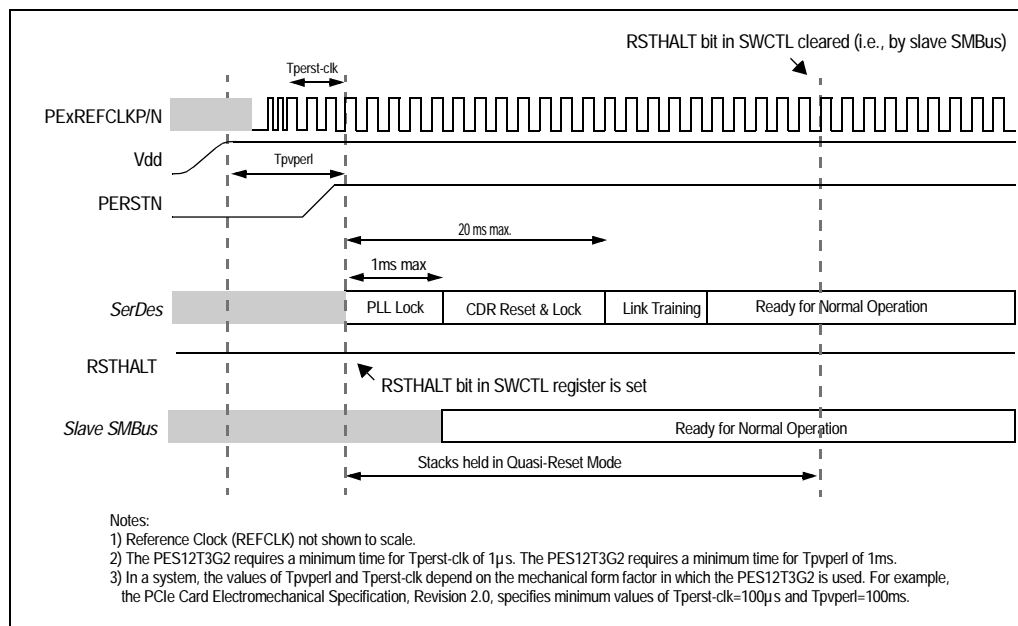 RSTHALT bit in SWCTL cleared (i.e., by slave SMBus)
Tperst-clk
PExREFCLKP/N
Vdd
Tpvperl
PERSTN
20 ms max.
1ms max
SerDes
PLL Lock
CDR Reset & Lock
Link Training
Ready for Normal Operation
RSTHALT
RSTHALT bit in SWCTL register is set
Slave SMBus
Ready for Normal Operation
Stacks held in Quasi-Reset Mode
Notes:
1) Reference Clock (REFCLK) not shown to scale.
2) The PES12T3G2 requires a minimum time for Tperst-clk of 1µs. The PES12T3G2 requires a minimum time for Tpvperl of 1ms.
3) In a system, the values of Tpvperl and Tperst-clk depend on the mechanical form factor in which the PES12T3G2 is used. For example,
the PCIe Card Electromechanical Specification, Revision 2.0, specifies minimum values of Tperst-clk=100µs and Tpvperl=100ms.